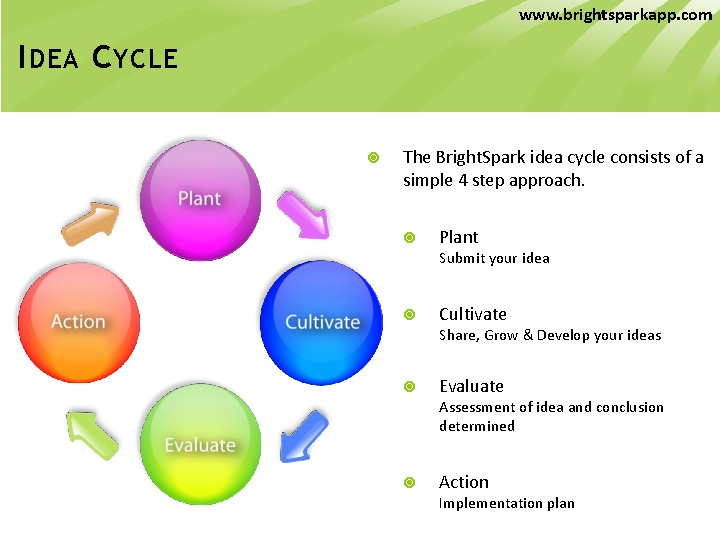 www.brightsparkapp.com
IDEA CYCLE
Plant
Cultivate
Evaluate
Action
The Bright.Spark idea cycle consists of a
simple 4 step approach.
Plant
Submit your idea
Cultivate
Share, Grow & Develop your ideas
Evaluate
Assessment of idea and conclusion
determined
Action
Implementation plan